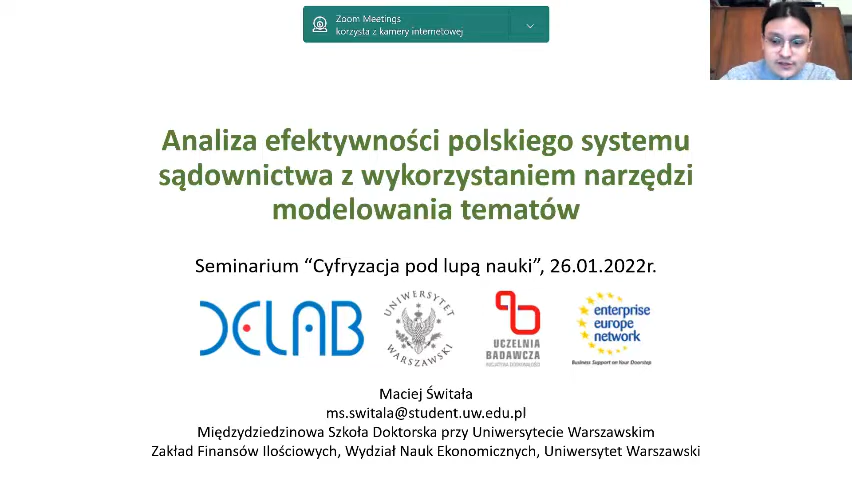 Zoom Meetings
korzysta z kamery internetowej
Analiza efektywności polskiego systemu
sądownictwa z wykorzystaniem narzędzi
modelowania tematów
Seminarium “Cyfryzacja pod lupą nauki”, 26.01.2022r.
DELAB
UNIWERSYTET
WARSZAWSKI
UCZELNIA
BADAWCZA
INICJATYWA DOSKONAŁOŚCI
enterprise
europe
network
Business Support on Your Doorstep
Maciej Świtała
ms.switala@student.uw.edu.pl
Międzydziedzinowa Szkoła Doktorska przy Uniwersytecie Warszawskim
Zakład Finansów Ilościowych, Wydział Nauk Ekonomicznych, Uniwersytet Warszawski